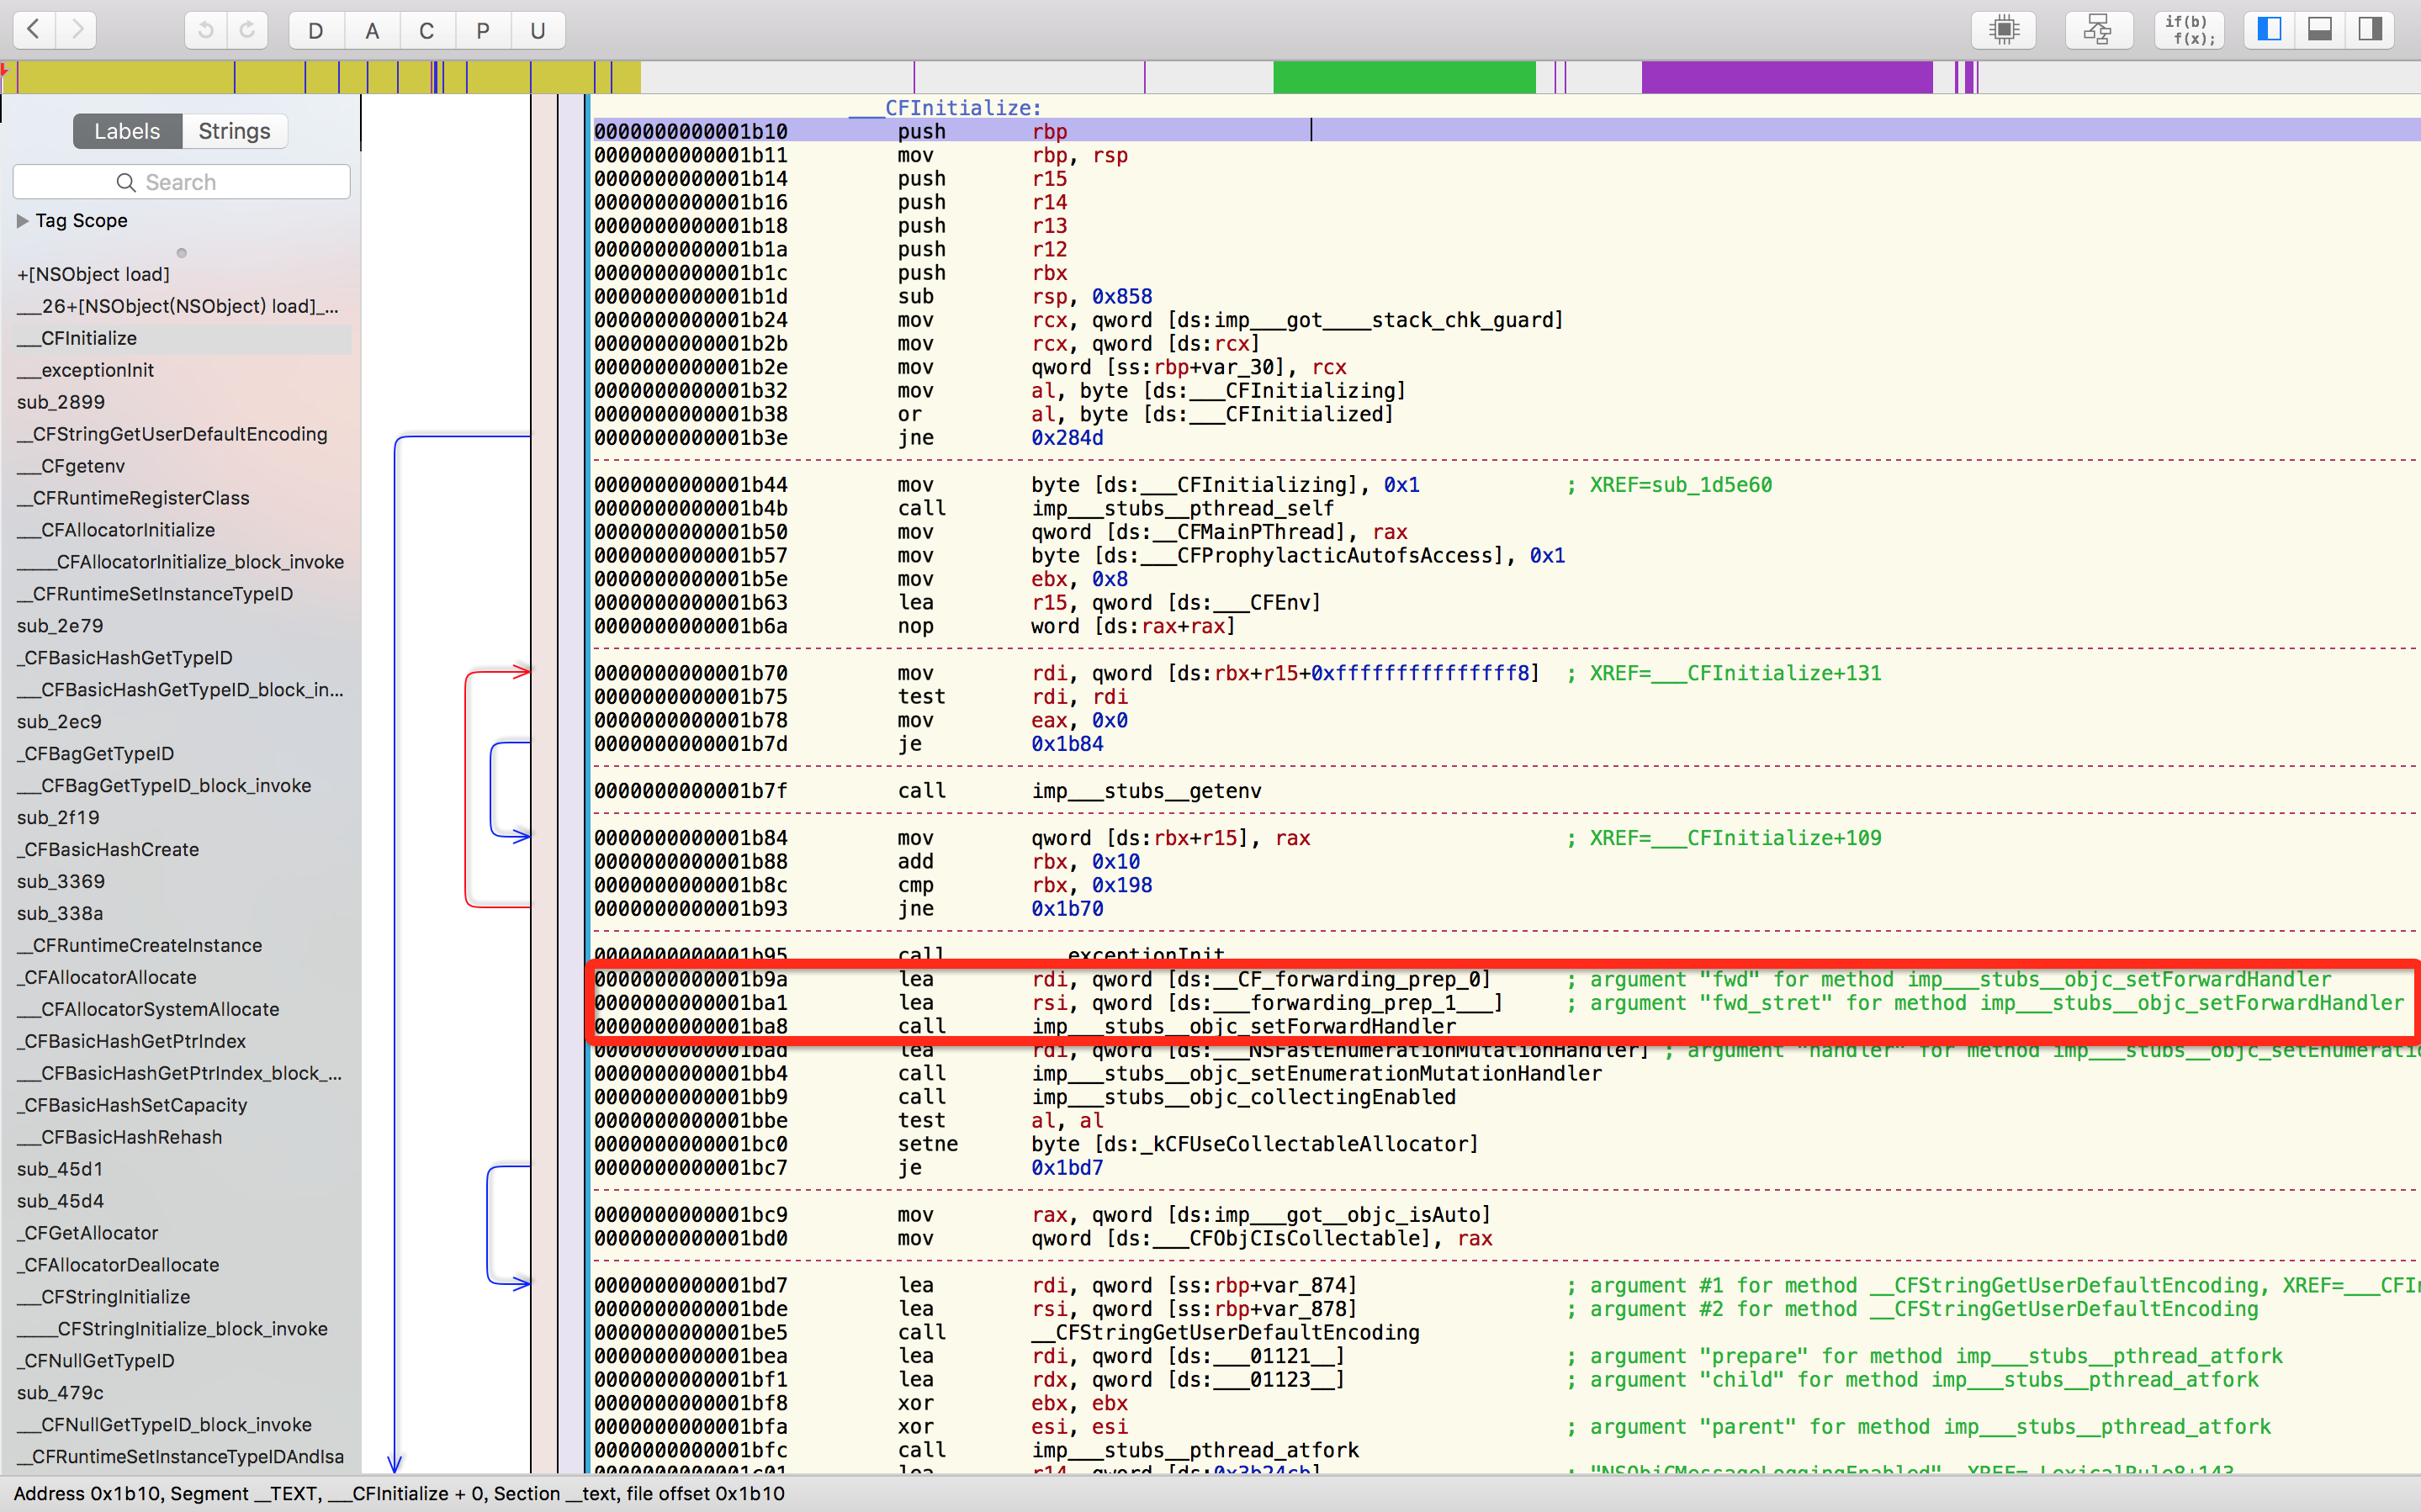 D A C P U
if(b)
f(x);
Labels Strings
Search
Tag Scope
+[NSObject load]
___26+[NSObject(NSObject) load]_...
___CFInitialize
___exceptionInit
sub_2899
__CFStringGetUserDefaultEncoding
___CFgetenv
__CFRuntimeRegisterClass
___CFAllocatorInitialize
_____CFAllocatorInitialize_block_invoke
__CFRuntimeSetInstanceTypeID
sub_2e79
_CFBasicHashGetTypeID
___CFBasicHashGetTypeID_block_in...
sub_2ec9
_CFBagGetTypeID
___CFBagGetTypeID_block_invoke
sub_2f19
_CFBasicHashCreate
sub_3369
sub_338a
__CFRuntimeCreateInstance
_CFAllocatorAllocate
___CFAllocatorSystemAllocate
_CFBasicHashGetPtrIndex
___CFBasicHashGetPtrIndex_block_...
_CFBasicHashSetCapacity
___CFBasicHashRehash
sub_45d1
sub_45d4
_CFGetAllocator
_CFAllocatorDeallocate
___CFStringInitialize
_____CFStringInitialize_block_invoke
_CFNullGetTypeID
sub_479c
___CFNullGetTypeID_block_invoke
__CFRuntimeSetInstanceTypeIDAndIsa
___CFInitialize:
0000000000001b10 push rbp
0000000000001b11 mov rbp, rsp
0000000000001b14 push r15
0000000000001b16 push r14
0000000000001b18 push r13
0000000000001b1a push r12
0000000000001b1c push rbx
0000000000001b1d sub rsp, 0x858
0000000000001b24 mov rcx, qword [ds:imp___got____stack_chk_guard]
0000000000001b2b mov rcx, qword [ds:rcx]
0000000000001b2e mov qword [ss:rbp+var_30], rcx
0000000000001b32 mov al, byte [ds:___CFInitializing]
0000000000001b38 or al, byte [ds:___CFInitialized]
0000000000001b3e jne 0x284d
0000000000001b44 mov byte [ds:___CFInitializing], 0x1 ; XREF=sub_1d5e60
0000000000001b4b call imp___stubs__pthread_self
0000000000001b50 mov qword [ds:__CFMainPThread], rax
0000000000001b57 mov byte [ds:___CFProphylacticAutofsAccess], 0x1
0000000000001b5e mov ebx, 0x8
0000000000001b63 lea r15, qword [ds:___CFEnv]
0000000000001b6a nop word [ds:rax+rax]
0000000000001b70 mov rdi, qword [ds:rbx+r15+0xfffffffffffffff8] ; XREF=___CFInitialize+131
0000000000001b75 test rdi, rdi
0000000000001b78 mov eax, 0x0
0000000000001b7d je 0x1b84
0000000000001b7f call imp___stubs__getenv
0000000000001b84 mov qword [ds:rbx+r15], rax ; XREF=___CFInitialize+109
0000000000001b88 add rbx, 0x10
0000000000001b8c cmp rbx, 0x198
0000000000001b93 jne 0x1b70
0000000000001b95 call ___exceptionInit
0000000000001b9a lea rdi, qword [ds:__CF_forwarding_prep_0] ; argument "fwd" for method imp___stubs__objc_setForwardHandler
0000000000001ba1 lea rsi, qword [ds:___forwarding_prep_1___] ; argument "fwd_stret" for method imp___stubs__objc_setForwardHandler
0000000000001ba8 call imp___stubs__objc_setForwardHandler
0000000000001bad lea rdi, qword [ds:___NSFastEnumerationMutationHandler] ; argument "handler" for method imp___stubs__objc_setEnumeratio
0000000000001bb4 call imp___stubs__objc_setEnumerationMutationHandler
0000000000001bb9 call imp___stubs__objc_collectingEnabled
0000000000001bbe test al, al
0000000000001bc0 setne byte [ds:_kCFUseCollectableAllocator]
0000000000001bc7 je 0x1bd7
0000000000001bc9 mov rax, qword [ds:imp___got__objc_isAuto]
0000000000001bd0 mov qword [ds:___CFObjCIsCollectable], rax
0000000000001bd7 lea rdi, qword [ss:rbp+var_874] ; argument #1 for method __CFStringGetUserDefaultEncoding, XREF=___CFI
0000000000001bde lea rsi, qword [ss:rbp+var_878] ; argument #2 for method __CFStringGetUserDefaultEncoding
0000000000001be5 call __CFStringGetUserDefaultEncoding
0000000000001bea lea rdi, qword [ds:___01121__] ; argument "prepare" for method imp___stubs__pthread_atfork
0000000000001bf1 lea rdx, qword [ds:___01123__] ; argument "child" for method imp___stubs__pthread_atfork
0000000000001bf8 xor ebx, ebx
0000000000001bfa xor esi, esi ; argument "parent" for method imp___stubs__pthread_atfork
0000000000001bfc call imp___stubs__pthread_atfork
0000000000001c01 lea r14, qword [ds:0x3b24cb] ; "NSObjCMessageLoggingEnabled", XREF=_LexicalRule8+143
Address 0x1b10, Segment __TEXT, ___CFInitialize + 0, Section __text, file offset 0x1b10